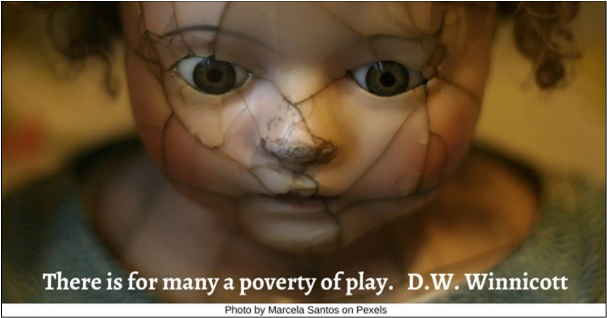 There is for many a poverty of play.   D.W. Winnicott
Photo by Marcela Santos on Pexels